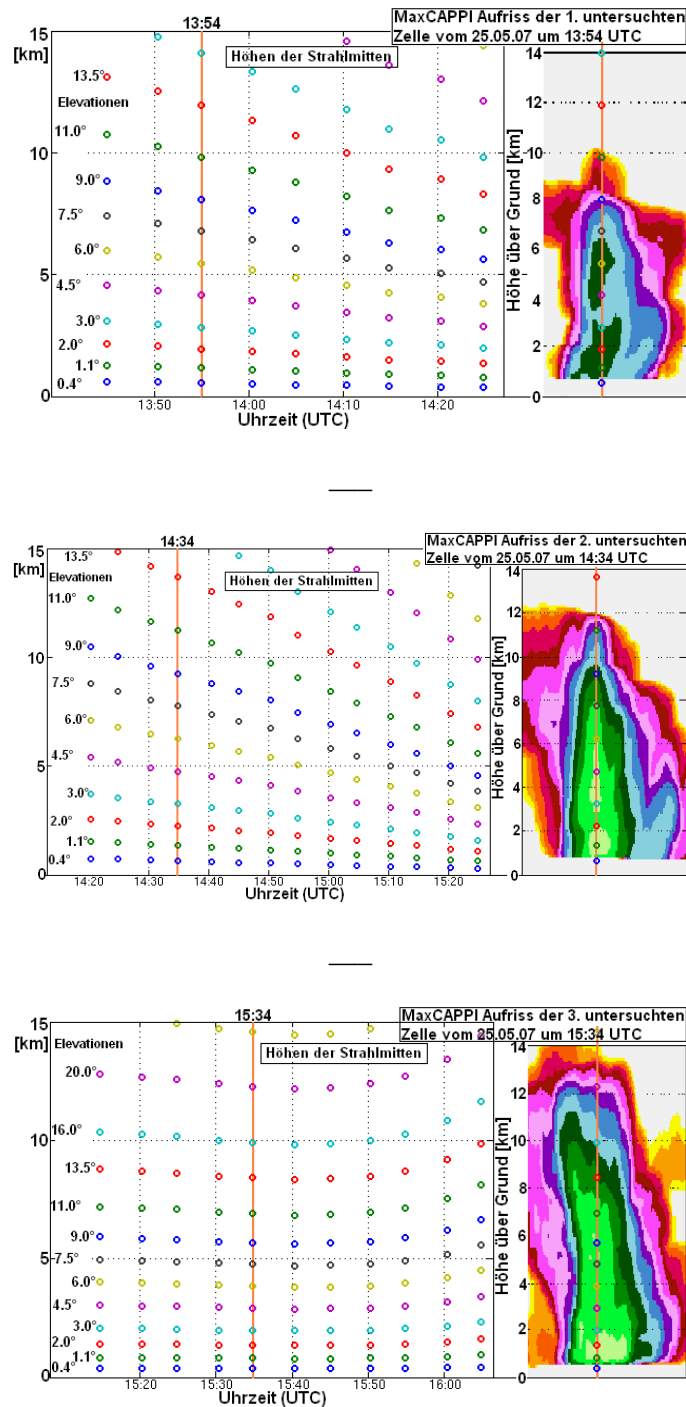 13:54
15
[km]
Höhen der Strahlmitten
13.5°
Elevationen
11.0°
10
9.0°
7.5°
6.0°
5
4.5°
3.0°
2.0°
1.1°
0.4°
0
13:50 14:00 14:10 14:20
Uhrzeit (UTC)
MaxCAPPI Aufriss der 1. untersuchten
Zelle vom 25.05.07 um 13:54 UTC
Höhe über Grund [km]
14
12
10
8
6
4
2
0
14:34
15
[km]
13.5°
Höhen der Strahlmitten
Elevationen
11.0°
10
9.0°
7.5°
6.0°
5
4.5°
3.0°
2.0°
1.1°
0.4°
0
14:20 14:30 14:40 14:50 15:00 15:10 15:20
Uhrzeit (UTC)
MaxCAPPI Aufriss der 2. untersuchten
Zelle vom 25.05.07 um 14:34 UTC
Höhe über Grund [km]
14
12
10
8
6
4
2
0
15:34
15
[km]
Elevationen
Höhen der Strahlmitten
20.0°
16.0°
10
13.5°
11.0°
9.0°
5
7.5°
6.0°
4.5°
3.0°
2.0°
1.1°
0.4°
0
15:20 15:30 15:40 15:50 16:00
Uhrzeit (UTC)
MaxCAPPI Aufriss der 3. untersuchten
Zelle vom 25.05.07 um 15:34 UTC
Höhe über Grund [km]
14
12
10
8
6
4
2
0